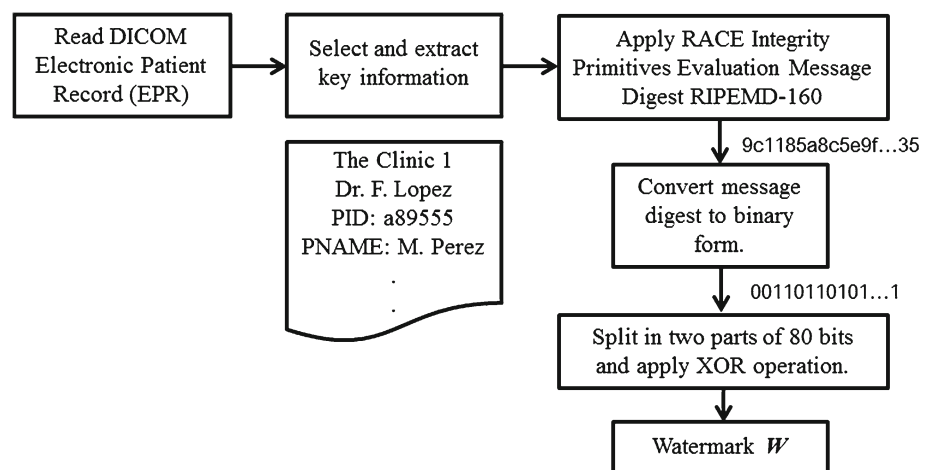 Read DICOM
Electronic Patient
Record (EPR)
Select and extract
key information
Apply RACE Integrity
Primitives Evaluation Message
Digest RIPEMD-160
The Clinic 1
Dr. F. Lopez
PID: a89555
PNAME: M. Perez
.
.
9c1185a8c5e9f...35
Convert message
digest to binary
form.
00110110101...1
Split in two parts of 80 bits
and apply XOR operation.
Watermark W